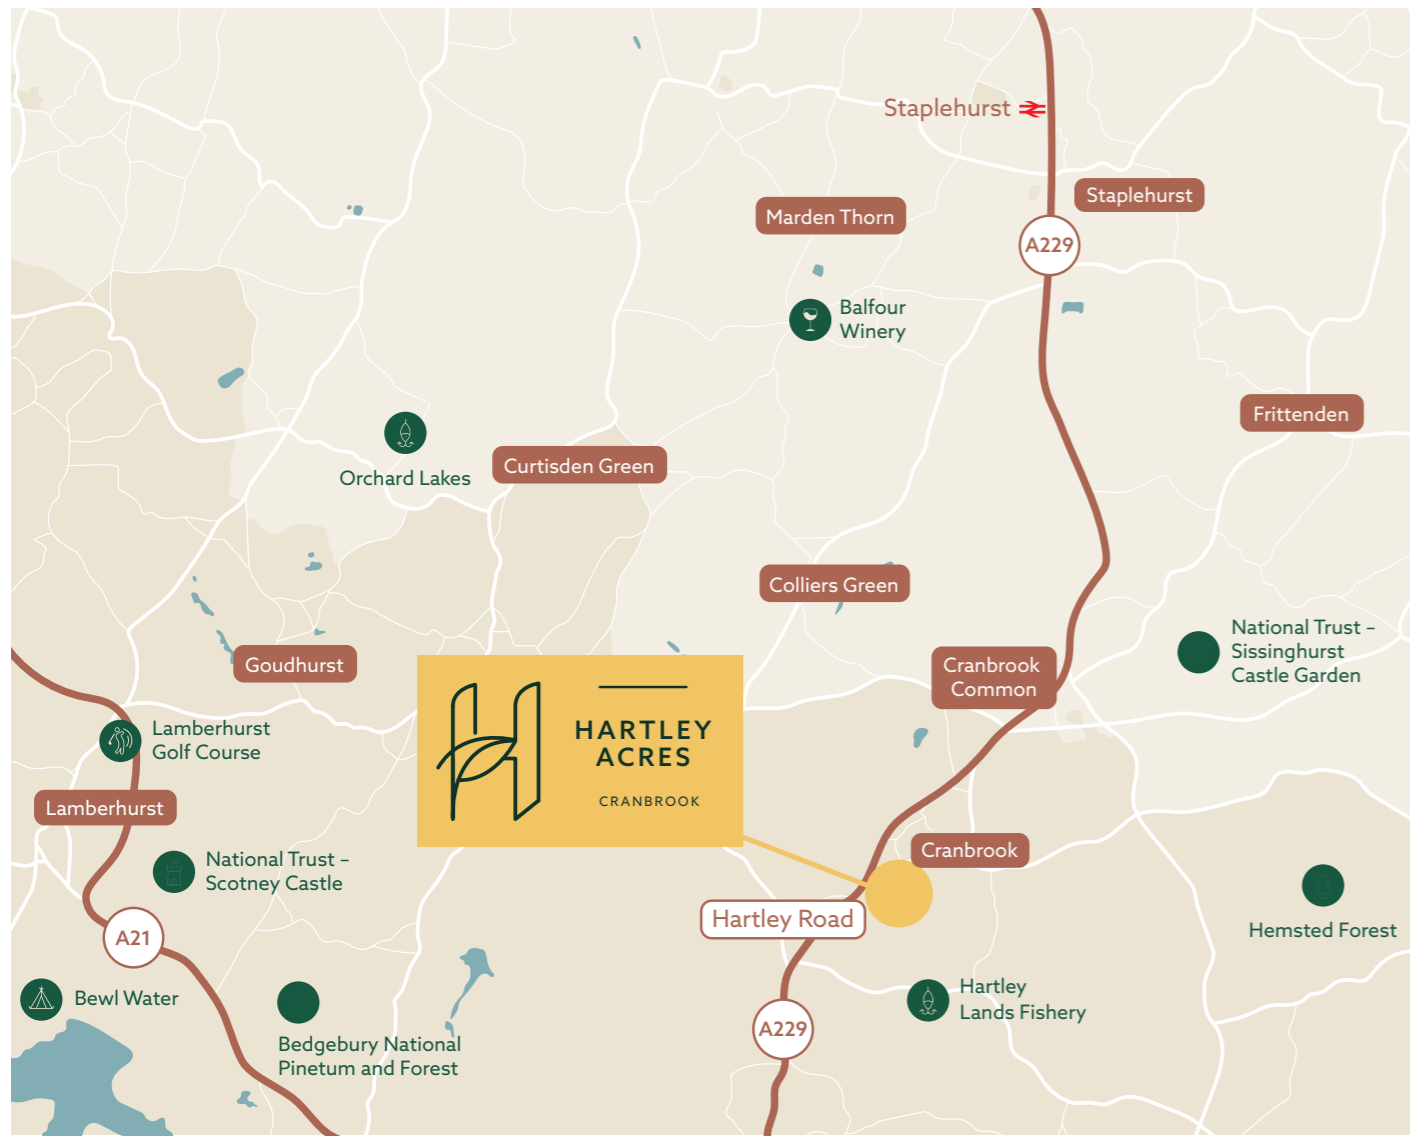 Staplehurst
Staplehurst
Marden Thorn
A229
Balfour
Winery
Frittenden
Orchard Lakes
Curtisden Green
Colliers Green
National Trust –
Sissinghurst
Castle Garden
Goudhurst
Cranbrook
Common
Lamberhurst
Golf Course
HARTLEY
ACRES
CRANBROOK
Lamberhurst
National Trust –
Scotney Castle
Cranbrook
Hartley Road
Hemsted Forest
A21
Bewl Water
Hartley
Lands Fishery
A229
Bedgebury National
Pinetum and Forest